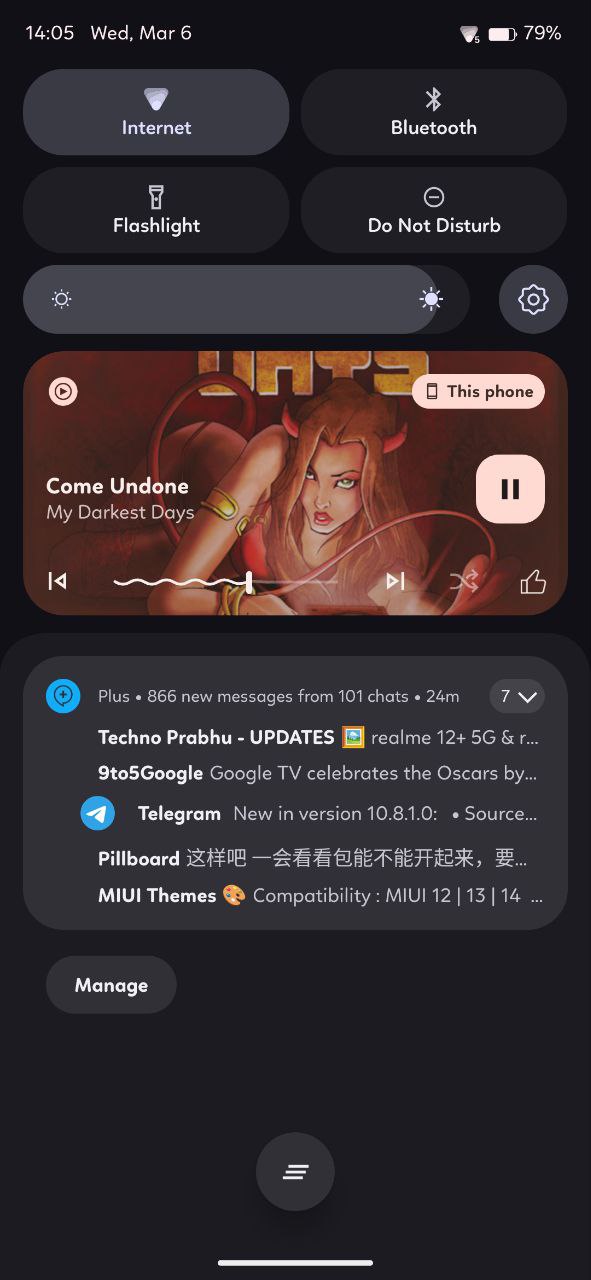 14:05 Wed, Mar 6
5 79%
Internet
Bluetooth
Flashlight
Do Not Disturb
DAYS
This phone
Come Undone
My Darkest Days
Plus • 866 new messages from 101 chats • 24m
7
Techno Prabhu - UPDATES 🖼️ realme 12+ 5G & r...
9to5Google Google TV celebrates the Oscars by...
Telegram New in version 10.8.1.0: • Source...
Pillboard 这样吧 一会看看包能不能开起来，要...
MIUI Themes 🎨 Compatibility : MIUI 12 | 13 | 14 ...
Manage